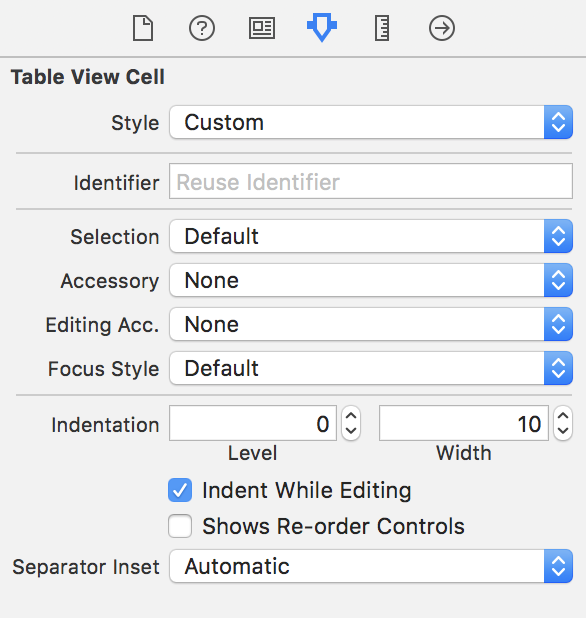 Table View Cell
Style Custom
Identifier Reuse Identifier
Selection Default
Accessory None
Editing Acc. None
Focus Style Default
Indentation 0 10
Level Width
Indent While Editing
Shows Re-order Controls
Separator Inset Automatic